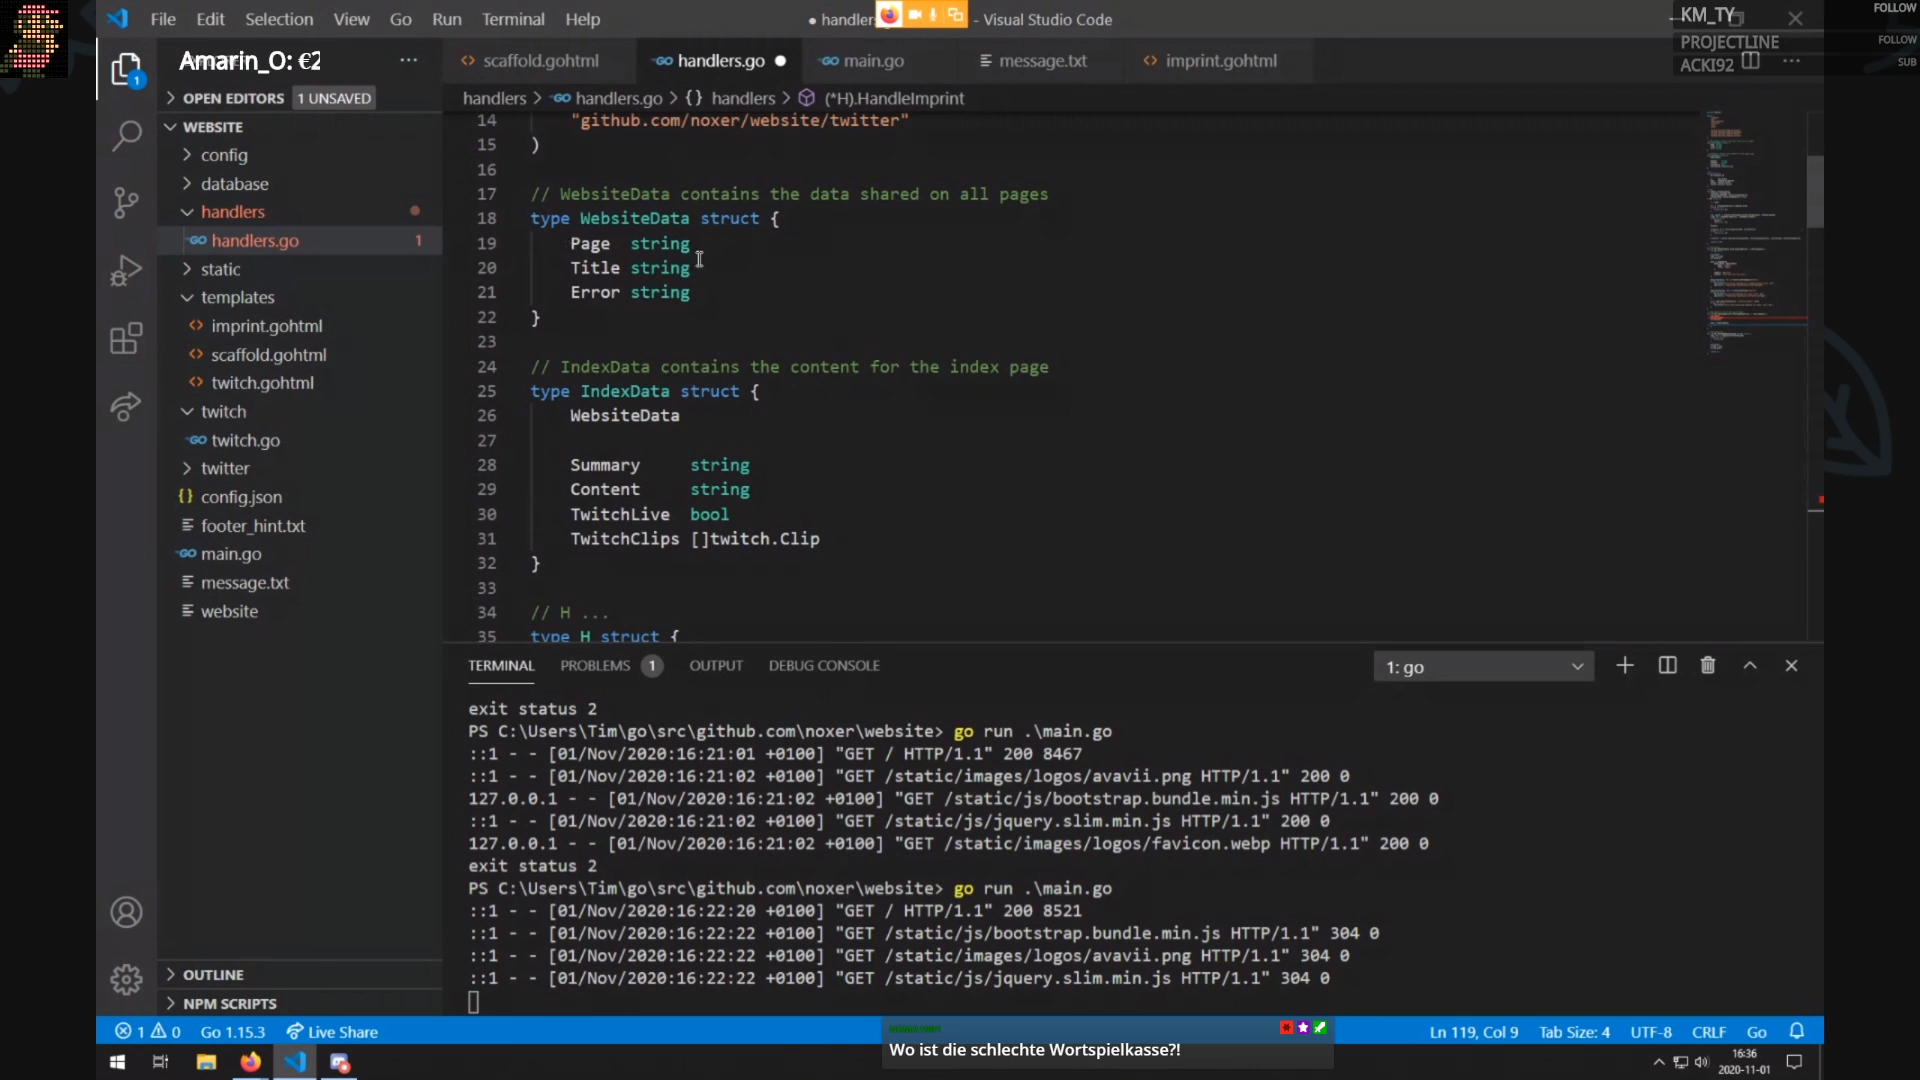 File Edit Selection View Go Run Terminal Help
● handler
- Visual Studio Code
KM_TY
FOLLOW
PROJECTLINE
FOLLOW
ACKI92
SUB
Amarin_O: €2
scaffold.gohtml
handlers.go ●
main.go
message.txt
imprint.gohtml
OPEN EDITORS 1 UNSAVED
handlers > handlers.go > {} handlers > (*H).HandleImprint
WEBSITE
config
database
handlers
handlers.go 1
static
templates
imprint.gohtml
scaffold.gohtml
twitch.gohtml
twitch
twitch.go
twitter
config.json
footer_hint.txt
main.go
message.txt
website
OUTLINE
NPM SCRIPTS
14 "github.com/noxer/website/twitter"
15 )
16
17 // WebsiteData contains the data shared on all pages
18 type WebsiteData struct {
19 Page string
20 Title string
21 Error string
22 }
23
24 // IndexData contains the content for the index page
25 type IndexData struct {
26 WebsiteData
27
28 Summary string
29 Content string
30 TwitchLive bool
31 TwitchClips []twitch.Clip
32 }
33
34 // H ...
35 type H struct {
TERMINAL PROBLEMS 1 OUTPUT DEBUG CONSOLE
1: go
exit status 2
PS C:\Users\Tim\go\src\github.com\noxer\website> go run .\main.go
::1 - - [01/Nov/2020:16:21:01 +0100] "GET / HTTP/1.1" 200 8467
::1 - - [01/Nov/2020:16:21:02 +0100] "GET /static/images/logos/avavii.png HTTP/1.1" 200 0
127.0.0.1 - - [01/Nov/2020:16:21:02 +0100] "GET /static/js/bootstrap.bundle.min.js HTTP/1.1" 200 0
::1 - - [01/Nov/2020:16:21:02 +0100] "GET /static/js/jquery.slim.min.js HTTP/1.1" 200 0
127.0.0.1 - - [01/Nov/2020:16:21:02 +0100] "GET /static/images/logos/favicon.webp HTTP/1.1" 200 0
exit status 2
PS C:\Users\Tim\go\src\github.com\noxer\website> go run .\main.go
::1 - - [01/Nov/2020:16:22:20 +0100] "GET / HTTP/1.1" 200 8521
::1 - - [01/Nov/2020:16:22:22 +0100] "GET /static/js/bootstrap.bundle.min.js HTTP/1.1" 304 0
::1 - - [01/Nov/2020:16:22:22 +0100] "GET /static/images/logos/avavii.png HTTP/1.1" 304 0
::1 - - [01/Nov/2020:16:22:22 +0100] "GET /static/js/jquery.slim.min.js HTTP/1.1" 304 0
1 0 Go 1.15.3 Live Share
Ln 119, Col 9 Tab Size: 4 UTF-8 CRLF Go
Wo ist die schlechte Wortspielkasse?!
16:36
2020-11-01